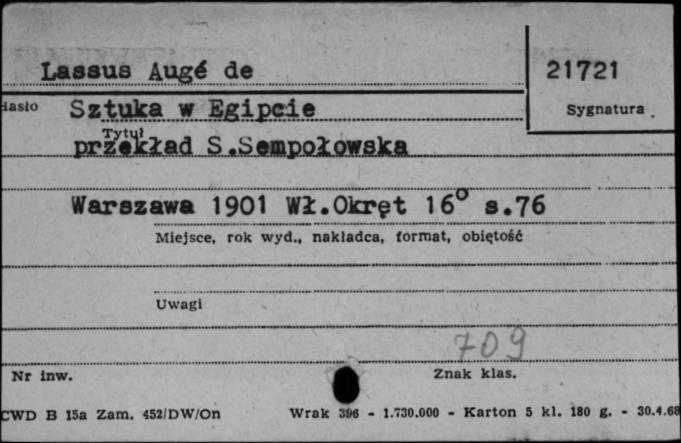 Lassus Augé de
21721
Hasło
Sztuka w Egipcie
Sygnatura
Tytuł
przekład S.Sempołowska
Warszawa 1901 Wł.Okręt 16° s.76
Miejsce, rok wyd., nakładca, format, objętość
Uwagi
709
Nr inw.
Znak klas.
CWD B 15a Zam. 452/DW/On Wrak 396 - 1.730.000 - Karton 5 kl. 180 g. - 30.4.68